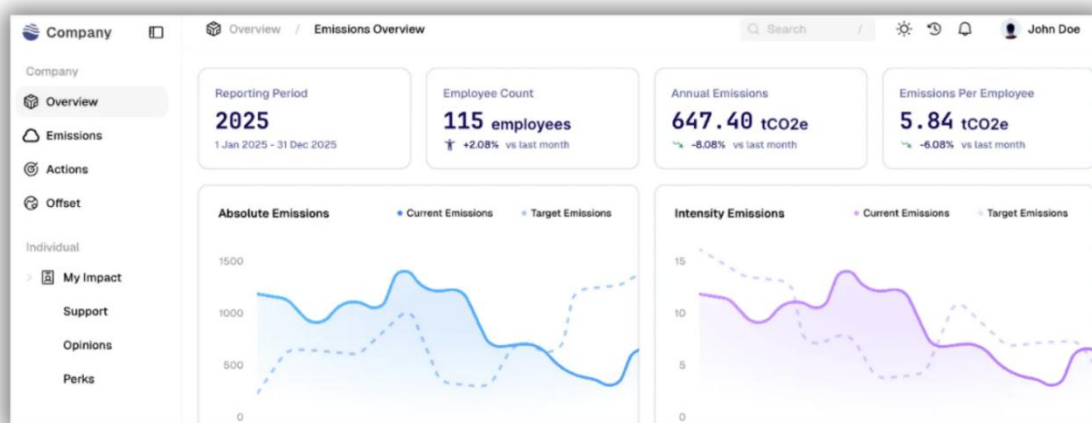 Company
Overview / Emissions Overview
Search /
John Doe
Company
Overview
Emissions
Actions
Offset
Individual
My Impact
Support
Opinions
Perks
Reporting Period
2025
1 Jan 2025 - 31 Dec 2025
Employee Count
115 employees
+2.08% vs last month
Annual Emissions
647.40 tCO2e
-8.08% vs last month
Emissions Per Employee
5.84 tCO2e
-6.08% vs last month
Absolute Emissions
Current Emissions
Target Emissions
1500
1000
500
0
Intensity Emissions
Current Emissions
Target Emissions
15
10
5
0